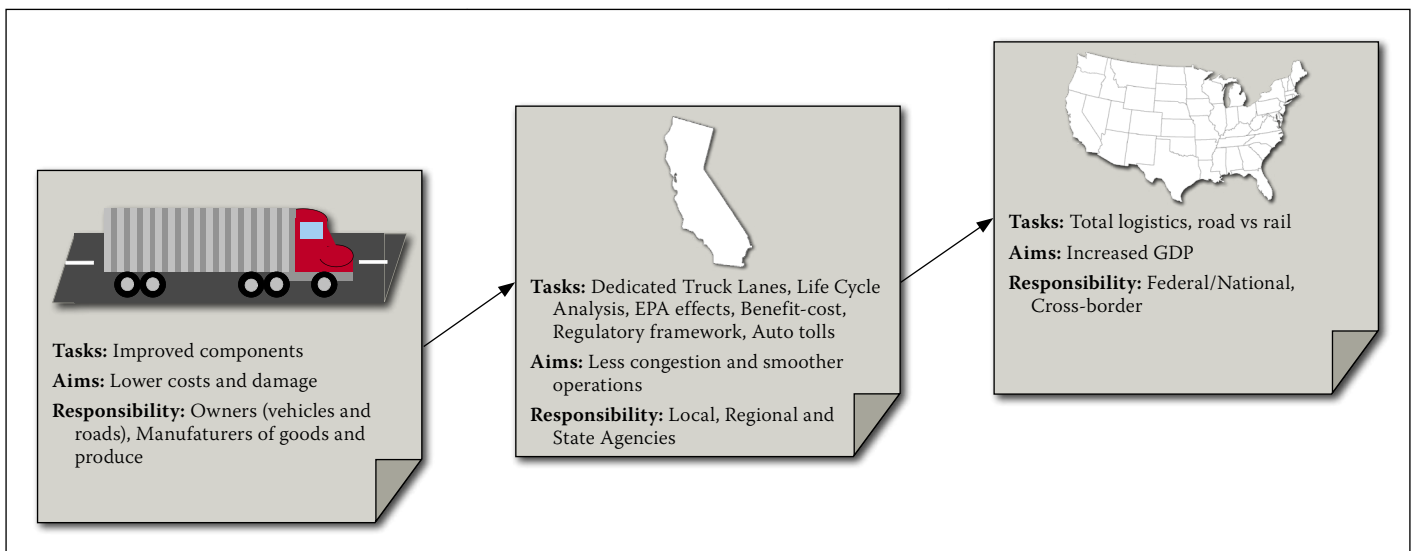 Tasks: Improved components
Aims: Lower costs and damage
Responsibility: Owners (vehicles and
roads), Manufaturers of goods and
produce
Tasks: Dedicated Truck Lanes, Life Cycle
Analysis, EPA effects, Benefit-cost,
Regulatory framework, Auto tolls
Aims: Less congestion and smoother
operations
Responsibility: Local, Regional and
State Agencies
Tasks: Total logistics, road vs rail
Aims: Increased GDP
Responsibility: Federal/National,
Cross-border